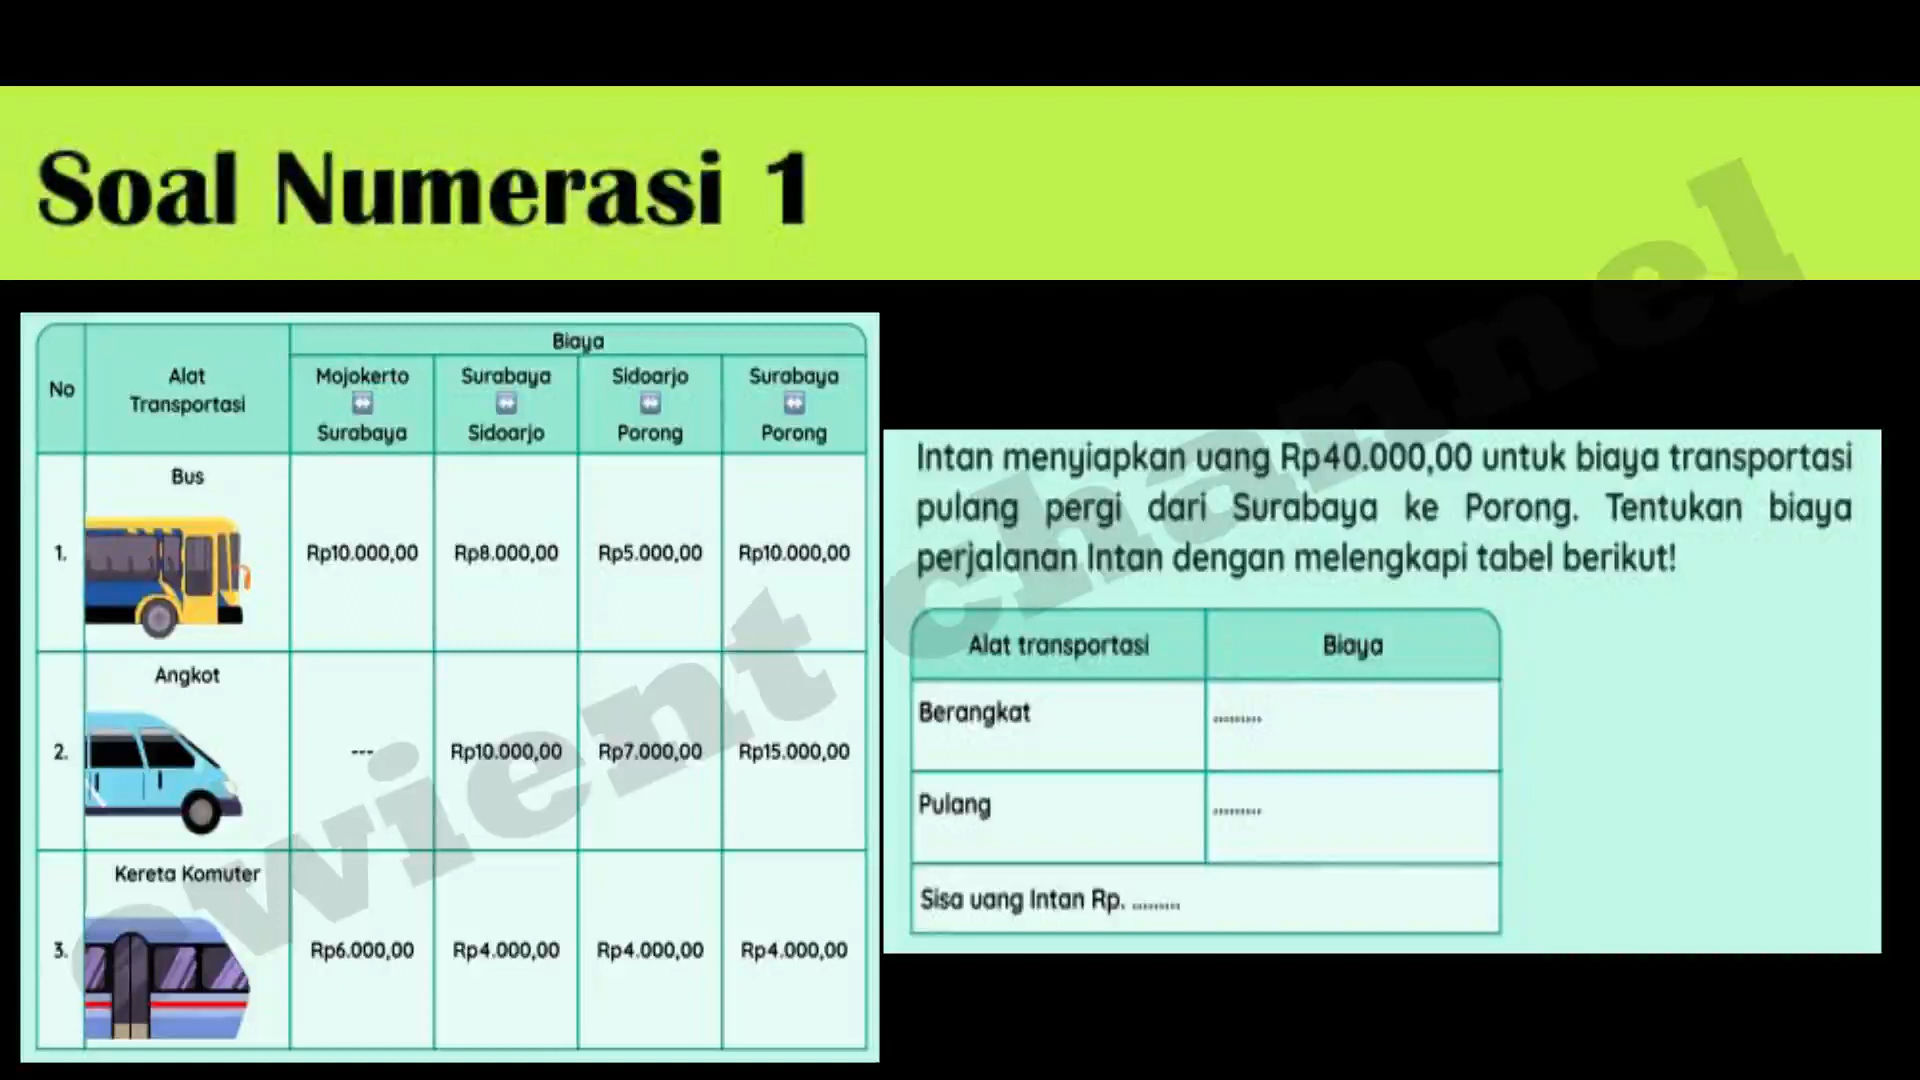 Soal Numerasi 1
No
Alat
Transportasi
Biaya
Mojokerto
↔
Surabaya
Surabaya
↔
Sidoarjo
Sidoarjo
↔
Porong
Surabaya
↔
Porong
1.
Bus
Rp10.000,00
Rp8.000,00
Rp5.000,00
Rp10.000,00
2.
Angkot
---
Rp10.000,00
Rp7.000,00
Rp15.000,00
3.
Kereta Komuter
Rp6.000,00
Rp4.000,00
Rp4.000,00
Rp4.000,00
Intan menyiapkan uang Rp40.000,00 untuk biaya transportasi
pulang pergi dari Surabaya ke Porong. Tentukan biaya
perjalanan Intan dengan melengkapi tabel berikut!
Alat transportasi
Biaya
Berangkat
.........
Pulang
.........
Sisa uang Intan Rp. .........
owient channel